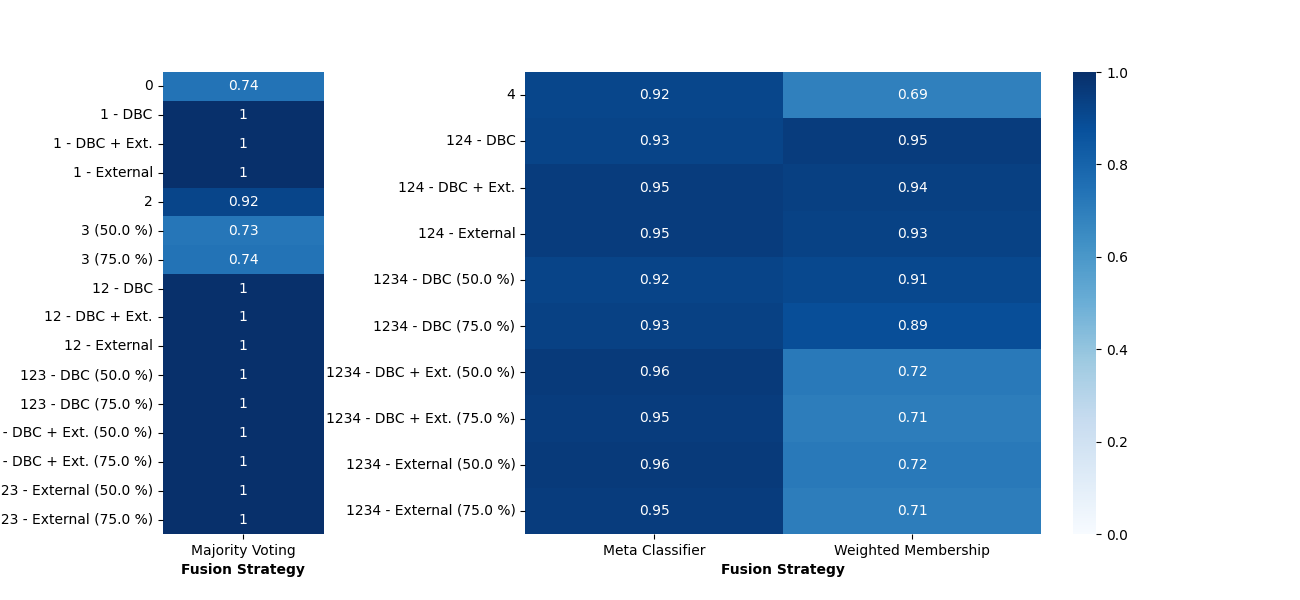 0 0.74
1 - DBC 1
1 - DBC + Ext. 1
1 - External 1
2 0.92
3 (50.0 %) 0.73
3 (75.0 %) 0.74
12 - DBC 1
12 - DBC + Ext. 1
12 - External 1
123 - DBC (50.0 %) 1
123 - DBC (75.0 %) 1
- DBC + Ext. (50.0 %) 1
- DBC + Ext. (75.0 %) 1
23 - External (50.0 %) 1
23 - External (75.0 %) 1
Majority Voting
Fusion Strategy
4 0.92 0.69
124 - DBC 0.93 0.95
124 - DBC + Ext. 0.95 0.94
124 - External 0.95 0.93
1234 - DBC (50.0 %) 0.92 0.91
1234 - DBC (75.0 %) 0.93 0.89
1234 - DBC + Ext. (50.0 %) 0.96 0.72
1234 - DBC + Ext. (75.0 %) 0.95 0.71
1234 - External (50.0 %) 0.96 0.72
1234 - External (75.0 %) 0.95 0.71
Meta Classifier Weighted Membership
Fusion Strategy
1.0
0.8
0.6
0.4
0.2
0.0